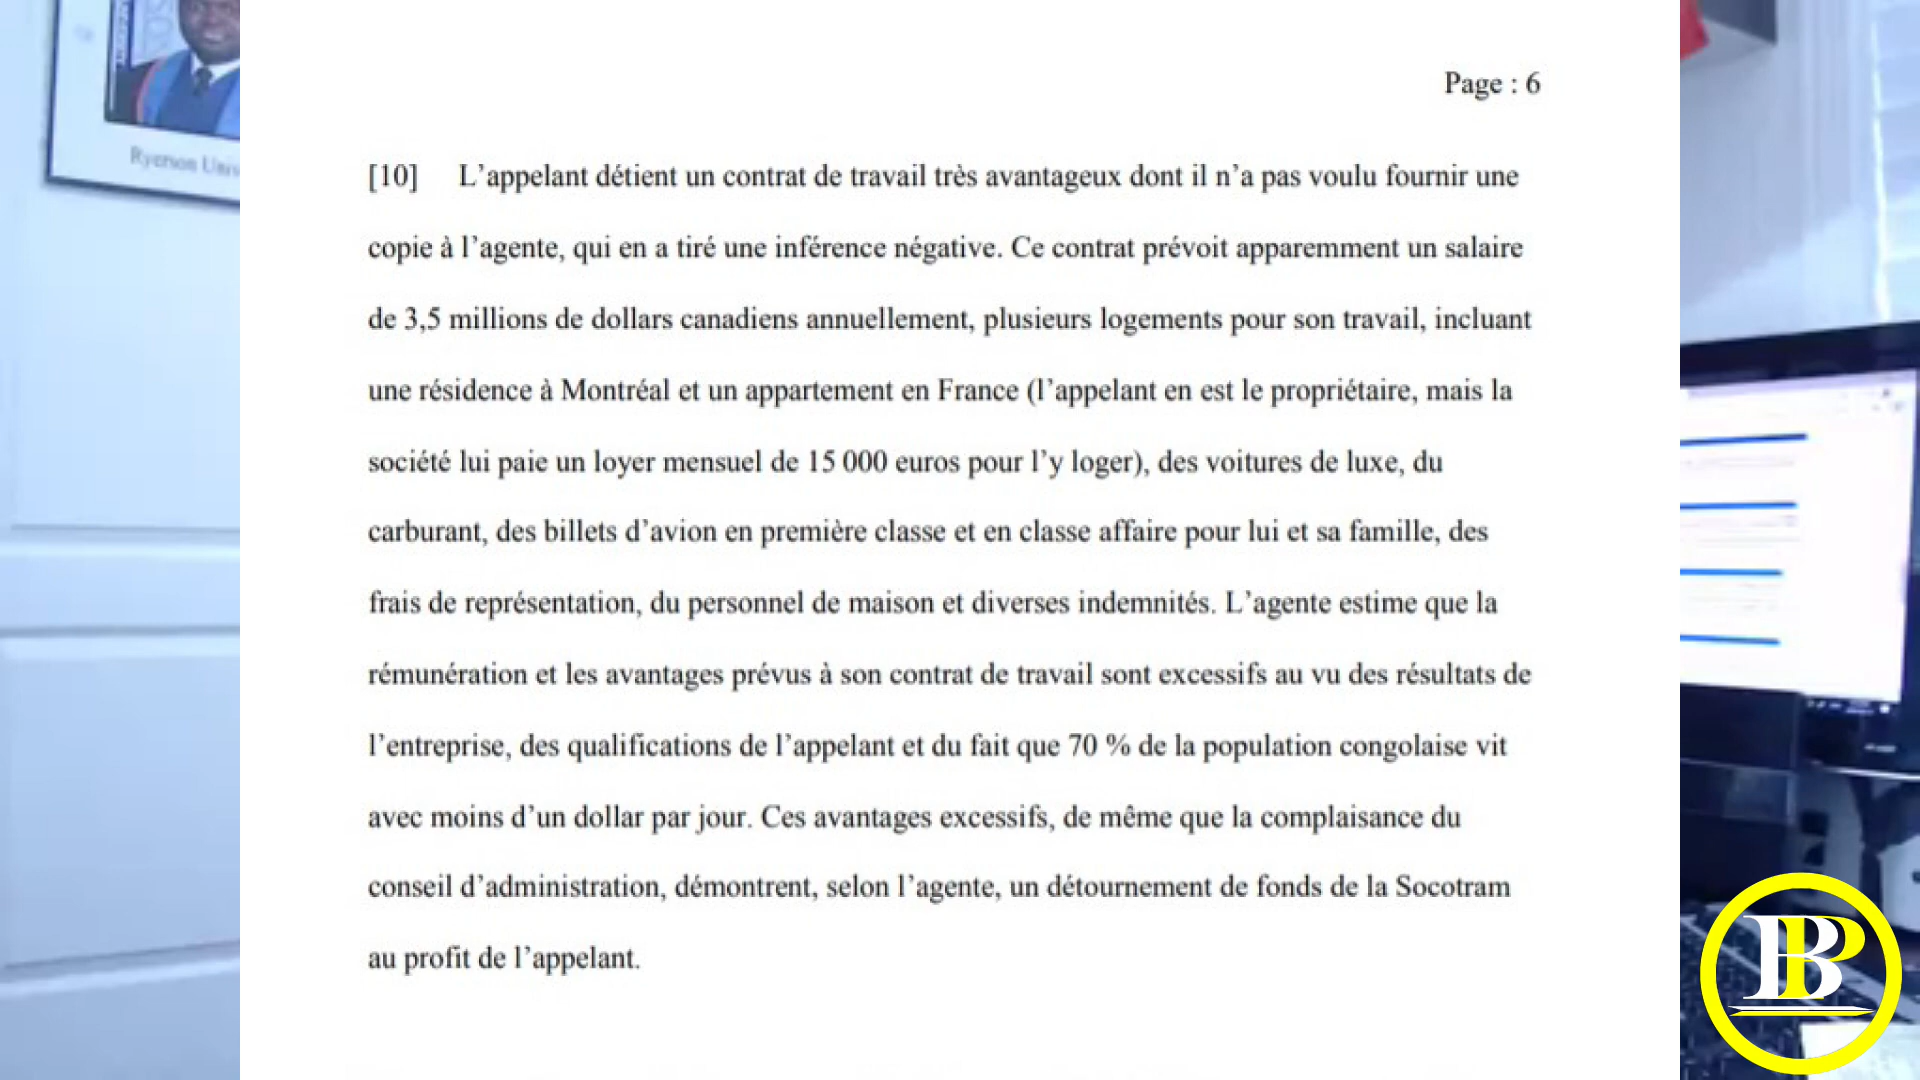 Ryerson Univ
Page : 6
[10] L’appelant détient un contrat de travail très avantageux dont il n’a pas voulu fournir une
copie à l’agente, qui en a tiré une inférence négative. Ce contrat prévoit apparemment un salaire
de 3,5 millions de dollars canadiens annuellement, plusieurs logements pour son travail, incluant
une résidence à Montréal et un appartement en France (l’appelant en est le propriétaire, mais la
société lui paie un loyer mensuel de 15 000 euros pour l’y loger), des voitures de luxe, du
carburant, des billets d’avion en première classe et en classe affaire pour lui et sa famille, des
frais de représentation, du personnel de maison et diverses indemnités. L’agente estime que la
rémunération et les avantages prévus à son contrat de travail sont excessifs au vu des résultats de
l’entreprise, des qualifications de l’appelant et du fait que 70 % de la population congolaise vit
avec moins d’un dollar par jour. Ces avantages excessifs, de même que la complaisance du
conseil d’administration, démontrent, selon l’agente, un détournement de fonds de la Socotram
au profit de l’appelant.
BP